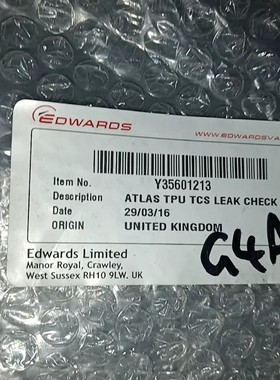 EDWARDS
WWW.EDWARDSVA
Item No. Y35601213
Description ATLAS TPU TCS LEAK CHECK
Date 29/03/16
ORIGIN UNITED KINGDOM
Edwards Limited
Manor Royal, Crawley,
West Sussex RH10 9LW. UK
G4A